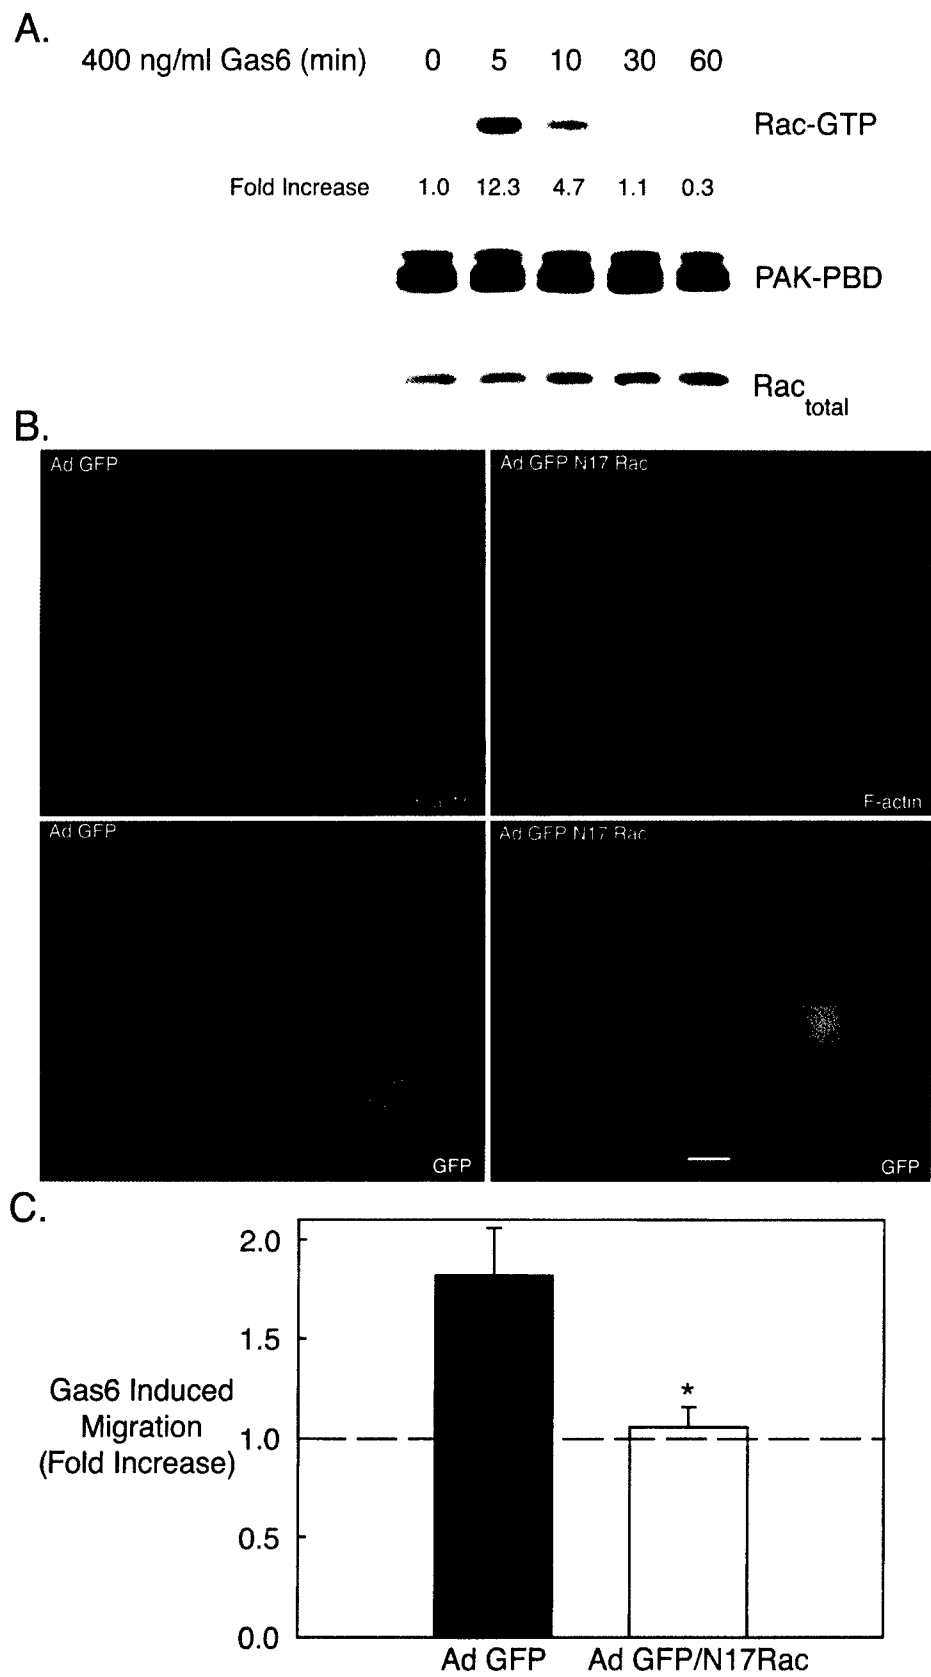 A.
400 ng/ml Gas6 (min) 0 5 10 30 60
Rac-GTP
Fold Increase 1.0 12.3 4.7 1.1 0.3
PAK-PBD
Rac total
B.
Ad GFP
Ad GFP N17 Rac
F-actin
Ad GFP
Ad GFP N17 Rac
GFP
GFP
C.
2.0
1.5
Gas6 Induced
Migration
(Fold Increase)
1.0
0.5
0.0
*
Ad GFP
Ad GFP/N17Rac